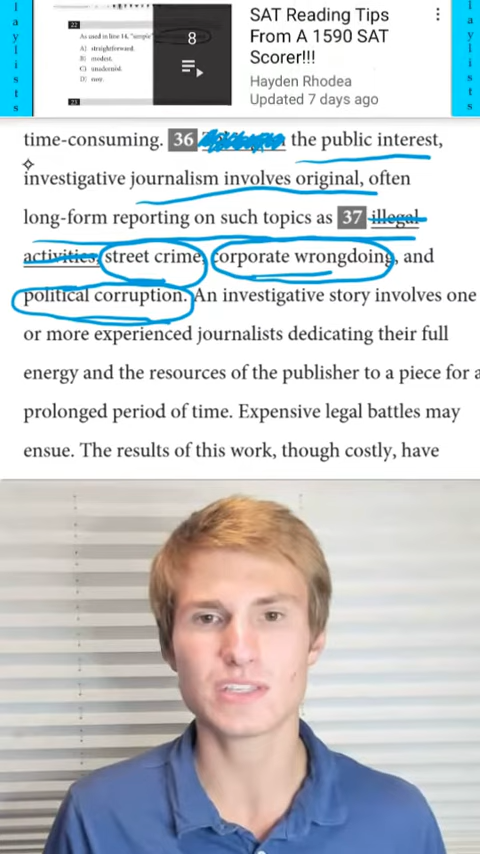 l
a
y
l
i
s
t
s
22
As used in line 14, "simple"
A) straightforward.
B) modest.
C) unadorned.
D) easy.
23
8
SAT Reading Tips
From A 1590 SAT
Scorer!!!
Hayden Rhodea
Updated 7 days ago
l
a
y
l
i
s
t
s
time-consuming. 36 the public interest,
investigative journalism involves original, often
long-form reporting on such topics as 37 illegal
activities, street crime, corporate wrongdoing, and
political corruption. An investigative story involves one
or more experienced journalists dedicating their full
energy and the resources of the publisher to a piece for a
prolonged period of time. Expensive legal battles may
ensue. The results of this work, though costly, have